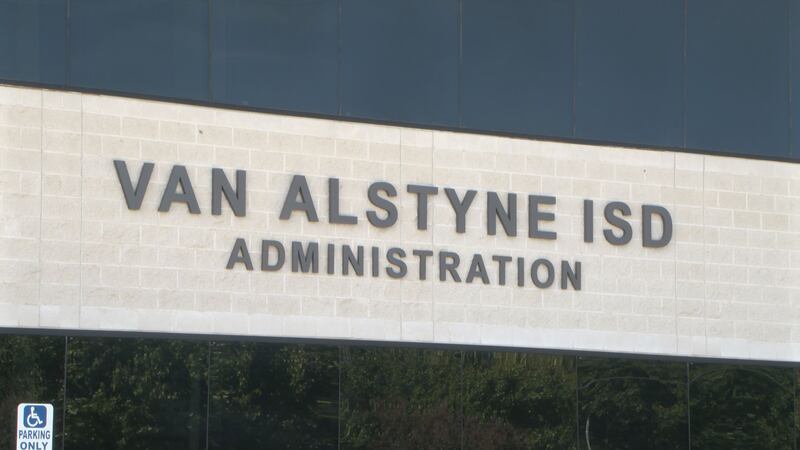 VAN ALSTYNE ISD
ADMINISTRATION
PARKING
ONLY